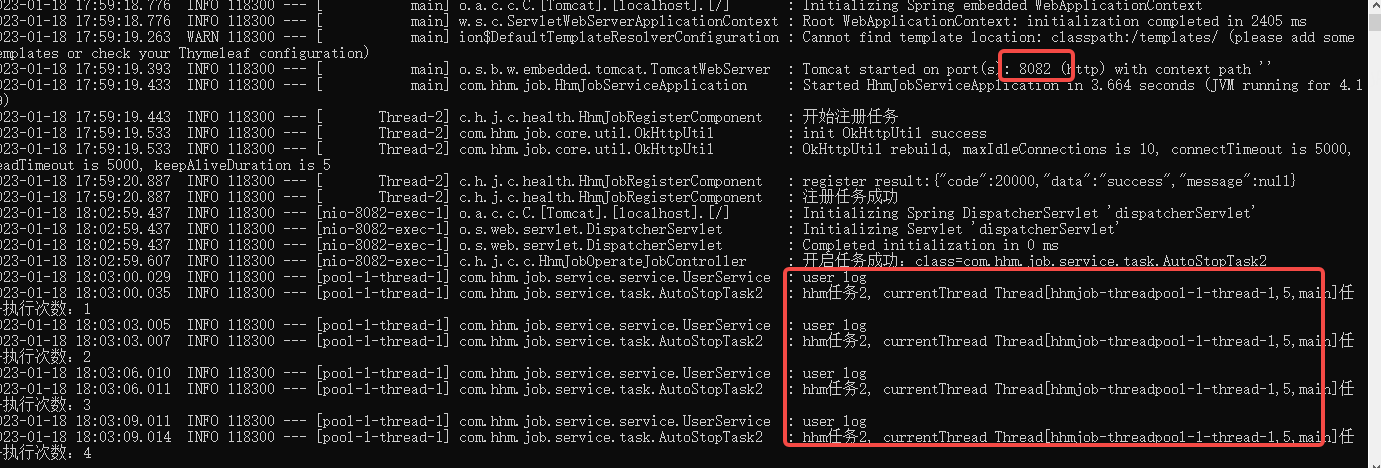 023-01-18 17:59:18.776  INFO 118300 --- [           main] o.a.c.c.C.[Tomcat].[localhost].[/]       : Initializing Spring embedded WebApplicationContext
023-01-18 17:59:18.776  INFO 118300 --- [           main] w.s.c.ServletWebServerApplicationContext : Root WebApplicationContext: initialization completed in 2405 ms
023-01-18 17:59:19.263  WARN 118300 --- [           main] ion$DefaultTemplateResolverConfiguration : Cannot find template location: classpath:/templates/ (please add some
emplates or check your Thymeleaf configuration)
023-01-18 17:59:19.393  INFO 118300 --- [           main] o.s.b.w.embedded.tomcat.TomcatWebServer  : Tomcat started on port(s): 8082 (http) with context path ''
023-01-18 17:59:19.433  INFO 118300 --- [           main] com.hhm.job.HhmJobServiceApplication     : Started HhmJobServiceApplication in 3.664 seconds (JVM running for 4.1
9)
023-01-18 17:59:19.443  INFO 118300 --- [       Thread-2] c.h.j.c.health.HhmJobRegisterComponent   : 开始注册任务
023-01-18 17:59:19.533  INFO 118300 --- [       Thread-2] com.hhm.job.core.util.OkHttpUtil         : init OkHttpUtil success
023-01-18 17:59:19.533  INFO 118300 --- [       Thread-2] com.hhm.job.core.util.OkHttpUtil         : OkHttpUtil rebuild, maxIdleConnections is 10, connectTimeout is 5000,
eadTimeout is 5000, keepAliveDuration is 5
023-01-18 17:59:20.887  INFO 118300 --- [       Thread-2] c.h.j.c.health.HhmJobRegisterComponent   : register result:{"code":20000,"data":"success","message":null}
023-01-18 17:59:20.887  INFO 118300 --- [       Thread-2] c.h.j.c.health.HhmJobRegisterComponent   : 注册任务成功
023-01-18 18:02:59.437  INFO 118300 --- [nio-8082-exec-1] o.a.c.c.C.[Tomcat].[localhost].[/]       : Initializing Spring DispatcherServlet 'dispatcherServlet'
023-01-18 18:02:59.437  INFO 118300 --- [nio-8082-exec-1] o.s.web.servlet.DispatcherServlet        : Initializing Servlet 'dispatcherServlet'
023-01-18 18:02:59.437  INFO 118300 --- [nio-8082-exec-1] o.s.web.servlet.DispatcherServlet        : Completed initialization in 0 ms
023-01-18 18:02:59.607  INFO 118300 --- [nio-8082-exec-1] c.h.j.c.c.HhmJobOperateJobController     : 开启任务成功：class=com.hhm.job.service.task.AutoStopTask2
023-01-18 18:03:00.029  INFO 118300 --- [pool-1-thread-1] com.hhm.job.service.service.UserService  : user log
023-01-18 18:03:00.035  INFO 118300 --- [pool-1-thread-1] com.hhm.job.service.task.AutoStopTask2   : hhm任务2, currentThread Thread[hhmjob-threadpool-1-thread-1,5,main]任
执行次数：1
023-01-18 18:03:03.005  INFO 118300 --- [pool-1-thread-1] com.hhm.job.service.service.UserService  : user log
023-01-18 18:03:03.007  INFO 118300 --- [pool-1-thread-1] com.hhm.job.service.task.AutoStopTask2   : hhm任务2, currentThread Thread[hhmjob-threadpool-1-thread-1,5,main]任
执行次数：2
023-01-18 18:03:06.010  INFO 118300 --- [pool-1-thread-1] com.hhm.job.service.service.UserService  : user log
023-01-18 18:03:06.011  INFO 118300 --- [pool-1-thread-1] com.hhm.job.service.task.AutoStopTask2   : hhm任务2, currentThread Thread[hhmjob-threadpool-1-thread-1,5,main]任
执行次数：3
023-01-18 18:03:09.011  INFO 118300 --- [pool-1-thread-1] com.hhm.job.service.service.UserService  : user log
023-01-18 18:03:09.014  INFO 118300 --- [pool-1-thread-1] com.hhm.job.service.task.AutoStopTask2   : hhm任务2, currentThread Thread[hhmjob-threadpool-1-thread-1,5,main]任
执行次数：4